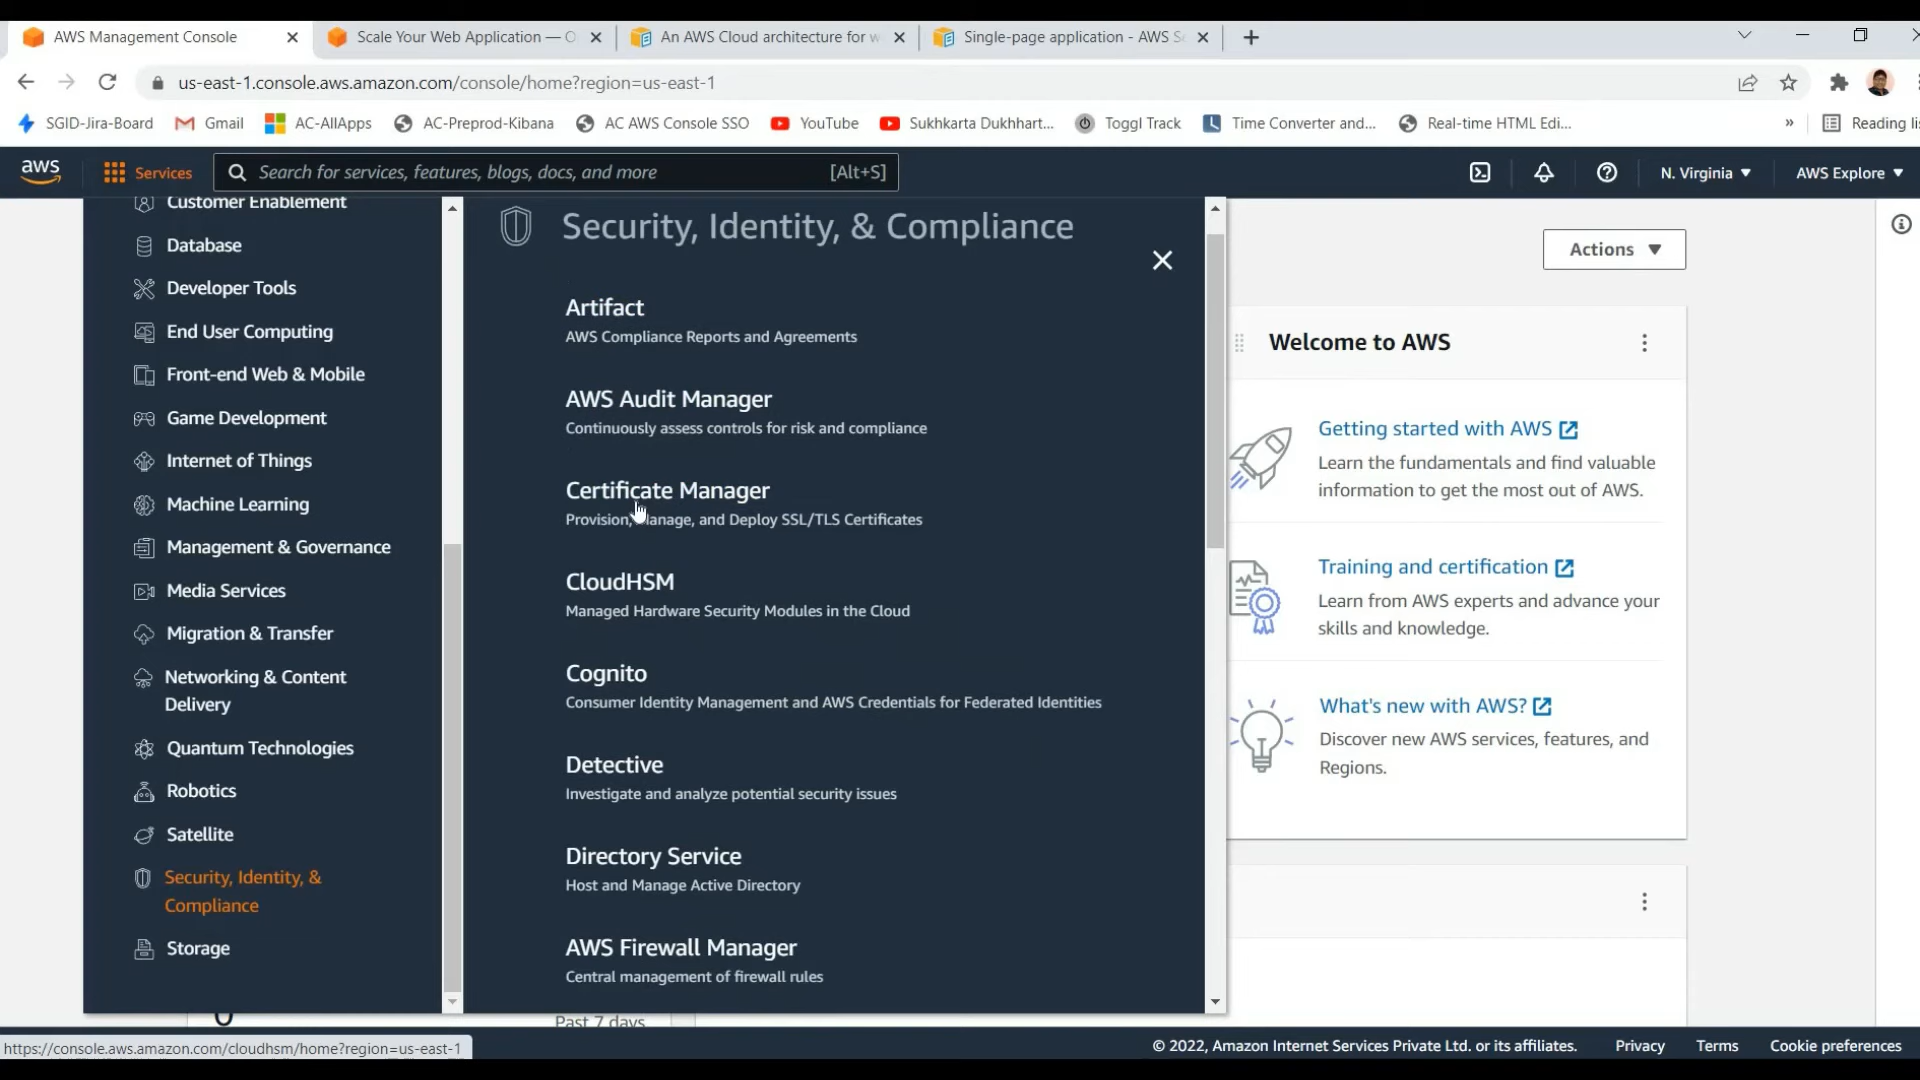 AWS Management Console
Scale Your Web Application — O
An AWS Cloud architecture for w
Single-page application - AWS S
us-east-1.console.aws.amazon.com/console/home?region=us-east-1
SGID-Jira-Board
Gmail
AC-AllApps
AC-Preprod-Kibana
AC AWS Console SSO
YouTube
Sukhkarta Dukhhart...
Toggl Track
Time Converter and...
Real-time HTML Edi...
»
Reading lis
aws
Services
Search for services, features, blogs, docs, and more
[Alt+S]
N. Virginia
AWS Explore
Customer Enablement
Database
Developer Tools
End User Computing
Front-end Web & Mobile
Game Development
Internet of Things
Machine Learning
Management & Governance
Media Services
Migration & Transfer
Networking & Content
Delivery
Quantum Technologies
Robotics
Satellite
Security, Identity, &
Compliance
Storage
Security, Identity, & Compliance
Artifact
AWS Compliance Reports and Agreements
AWS Audit Manager
Continuously assess controls for risk and compliance
Certificate Manager
Provision, Manage, and Deploy SSL/TLS Certificates
CloudHSM
Managed Hardware Security Modules in the Cloud
Cognito
Consumer Identity Management and AWS Credentials for Federated Identities
Detective
Investigate and analyze potential security issues
Directory Service
Host and Manage Active Directory
AWS Firewall Manager
Central management of firewall rules
Actions
Welcome to AWS
Getting started with AWS
Learn the fundamentals and find valuable
information to get the most out of AWS.
Training and certification
Learn from AWS experts and advance your
skills and knowledge.
What's new with AWS?
Discover new AWS services, features, and
Regions.
0
Past 7 days
https://console.aws.amazon.com/cloudhsm/home?region=us-east-1
© 2022, Amazon Internet Services Private Ltd. or its affiliates.
Privacy
Terms
Cookie preferences